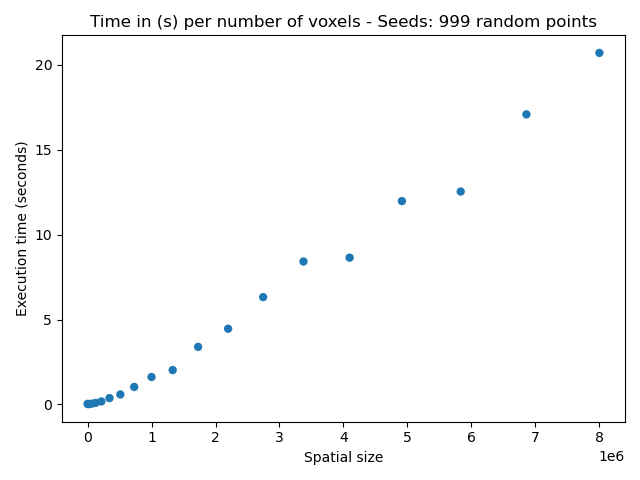 Time in (s) per number of voxels - Seeds: 999 random points
Execution time (seconds)
20
15
10
5
0
0 1 2 3 4 5 6 7 8
1e6
Spatial size